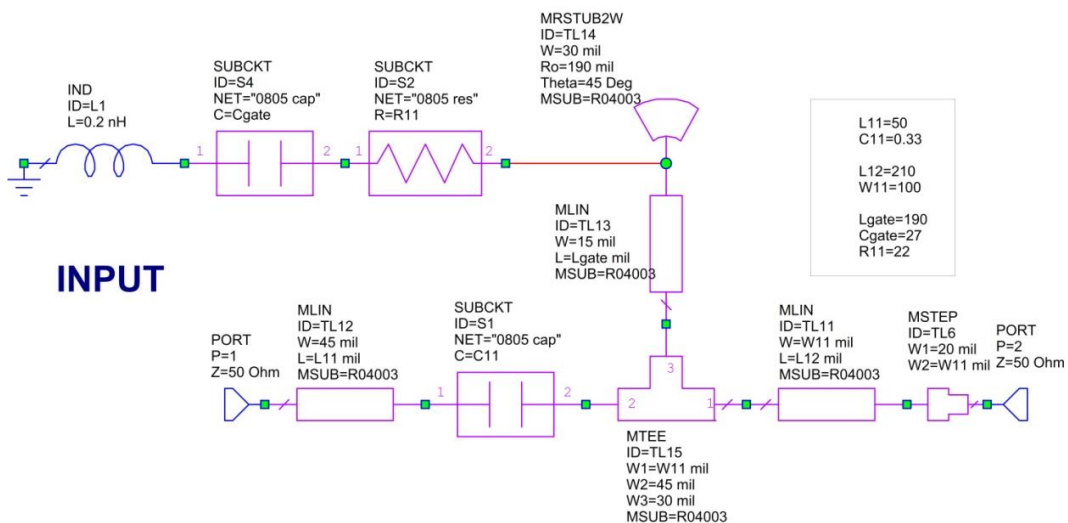 MRSTUB2W
ID=TL14
W=30 mil
Ro=190 mil
Theta=45 Deg
MSUB=R04003
SUBCKT
ID=S4
NET="0805 cap"
C=Cgate
SUBCKT
ID=S2
NET="0805 res"
R=R11
IND
ID=L1
L=0.2 nH
1
2
1
2
L11=50
C11=0.33
L12=210
W11=100
Lgate=190
Cgate=27
R11=22
MLIN
ID=TL13
W=15 mil
L=Lgate mil
MSUB=R04003
INPUT
PORT
P=1
Z=50 Ohm
MLIN
ID=TL12
W=45 mil
L=L11 mil
MSUB=R04003
SUBCKT
ID=S1
NET="0805 cap"
C=C11
MLIN
ID=TL11
W=W11 mil
L=L12 mil
MSUB=R04003
MSTEP
ID=TL6
W1=20 mil
W2=W11 mil
PORT
P=2
Z=50 Ohm
1
2
3
2
1
MTEE
ID=TL15
W1=W11 mil
W2=45 mil
W3=30 mil
MSUB=R04003